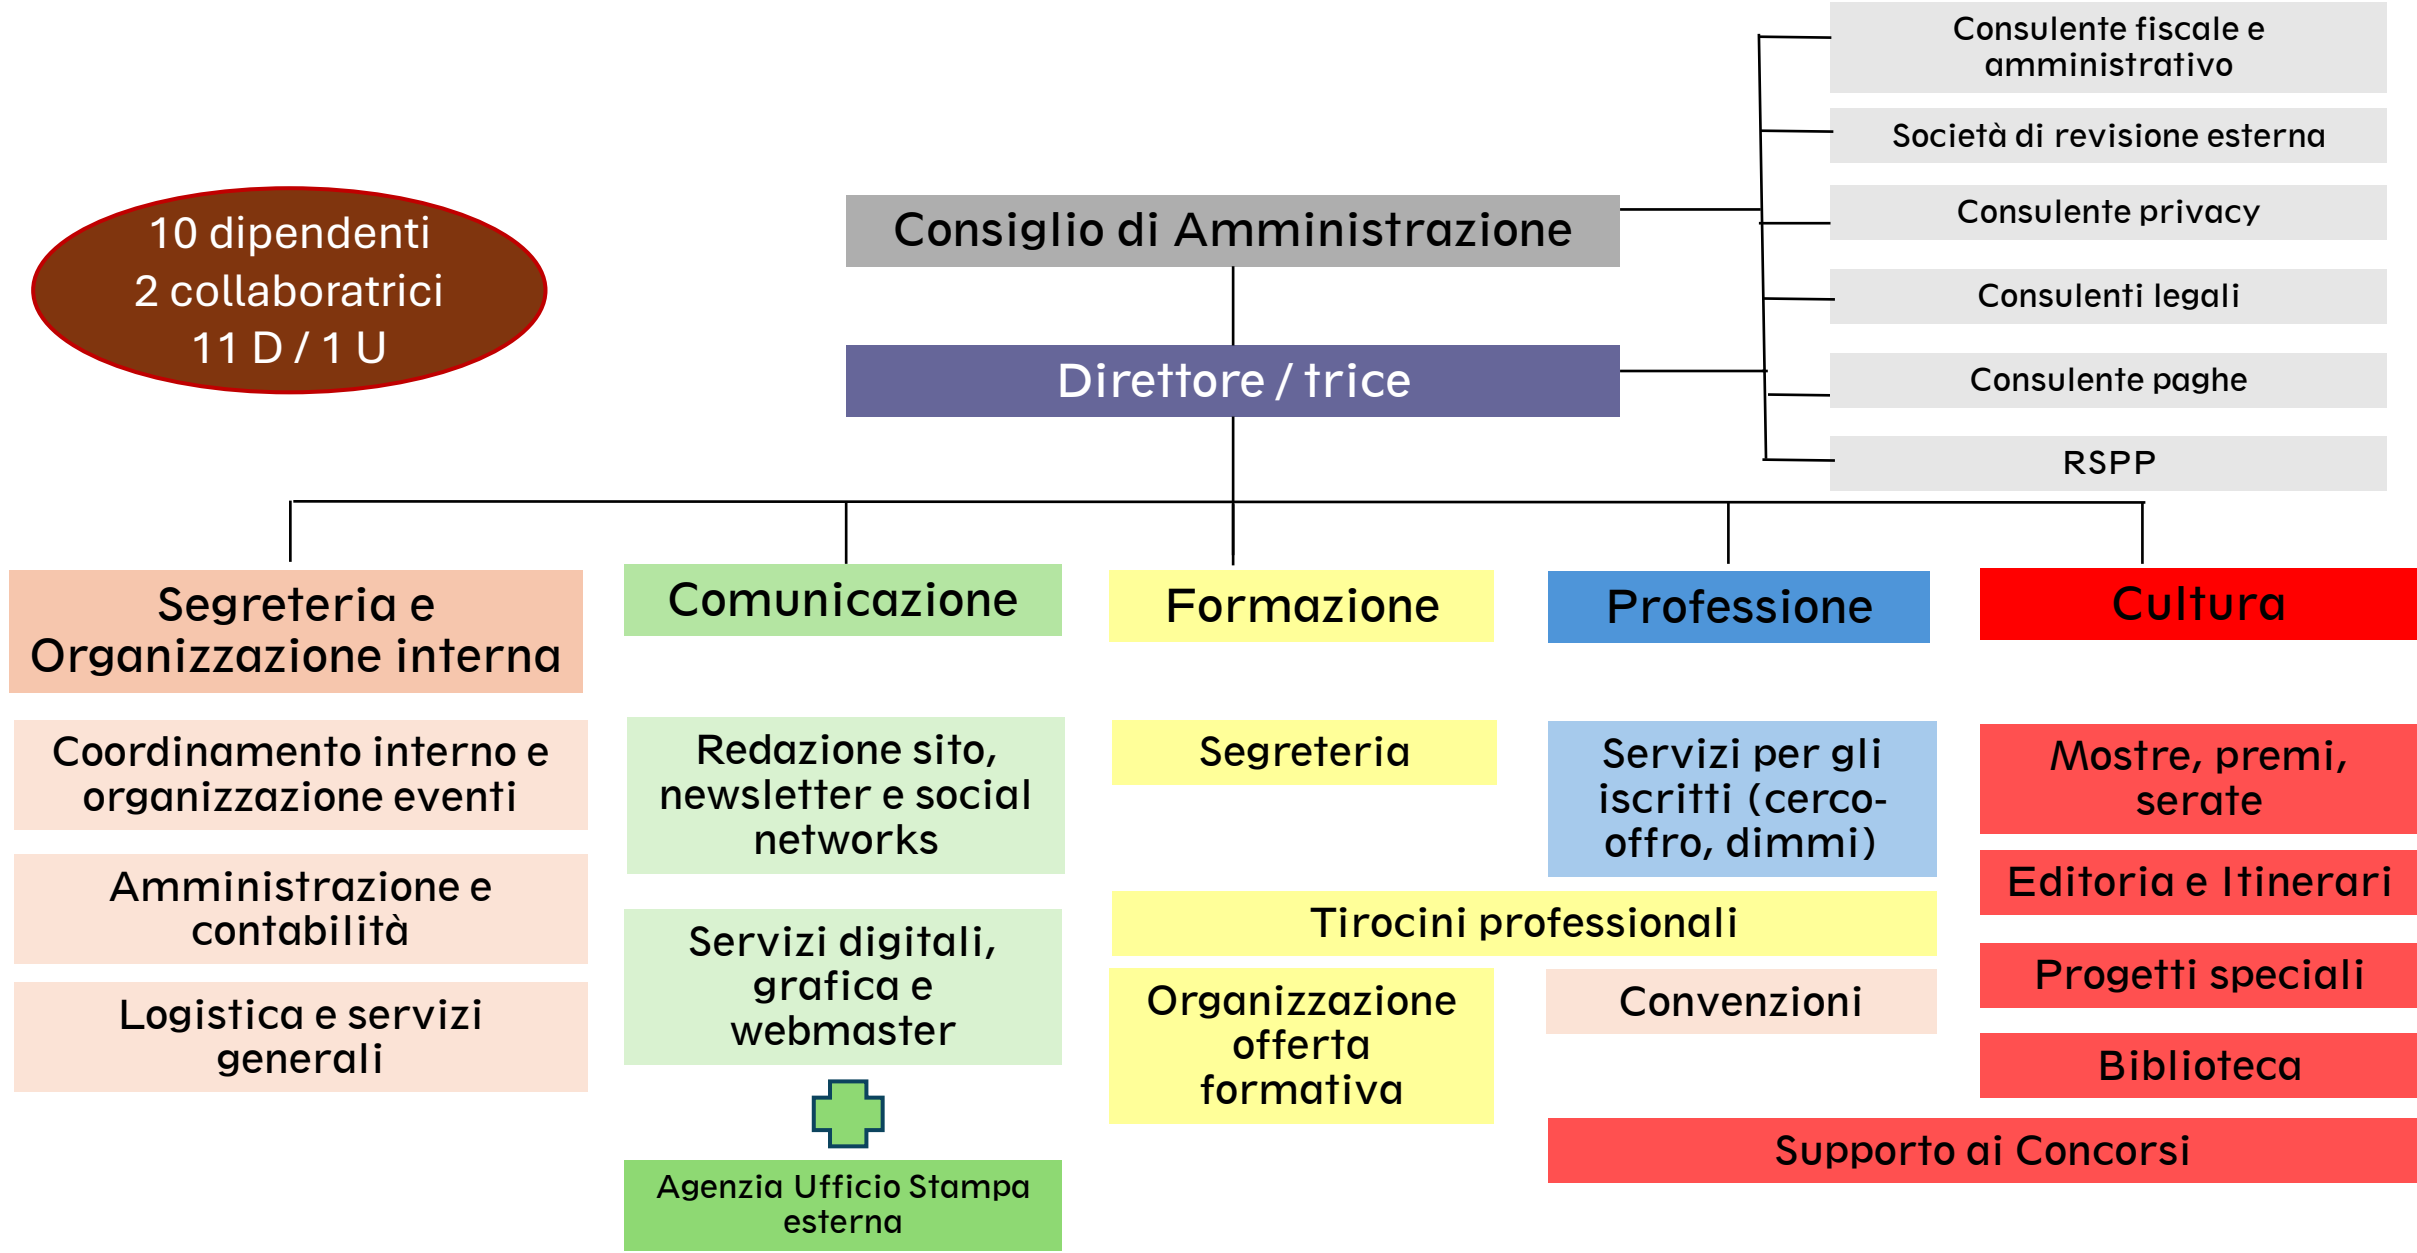 Consulente fiscale e
amministrativo
Società di revisione esterna
Consulente privacy
Consulenti legali
Consulente paghe
RSPP
10 dipendenti
2 collaboratrici
11 D / 1 U
Consiglio di Amministrazione
Direttore / trice
Segreteria e
Organizzazione interna
Coordinamento interno e
organizzazione eventi
Amministrazione e
contabilità
Logistica e servizi
generali
Comunicazione
Redazione sito,
newsletter e social
networks
Servizi digitali,
grafica e
webmaster
Agenzia Ufficio Stampa
esterna
Formazione
Segreteria
Tirocini professionali
Organizzazione
offerta
formativa
Professione
Servizi per gli
iscritti (cerco-
offro, dimmi)
Convenzioni
Cultura
Mostre, premi,
serate
Editoria e Itinerari
Progetti speciali
Biblioteca
Supporto ai Concorsi